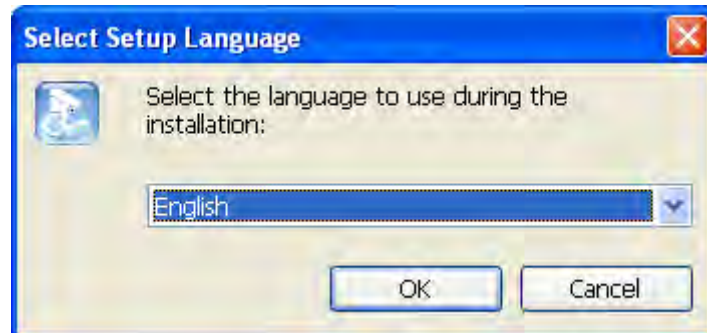 Select Setup Language
Select the language to use during the
installation:
English
OK
Cancel